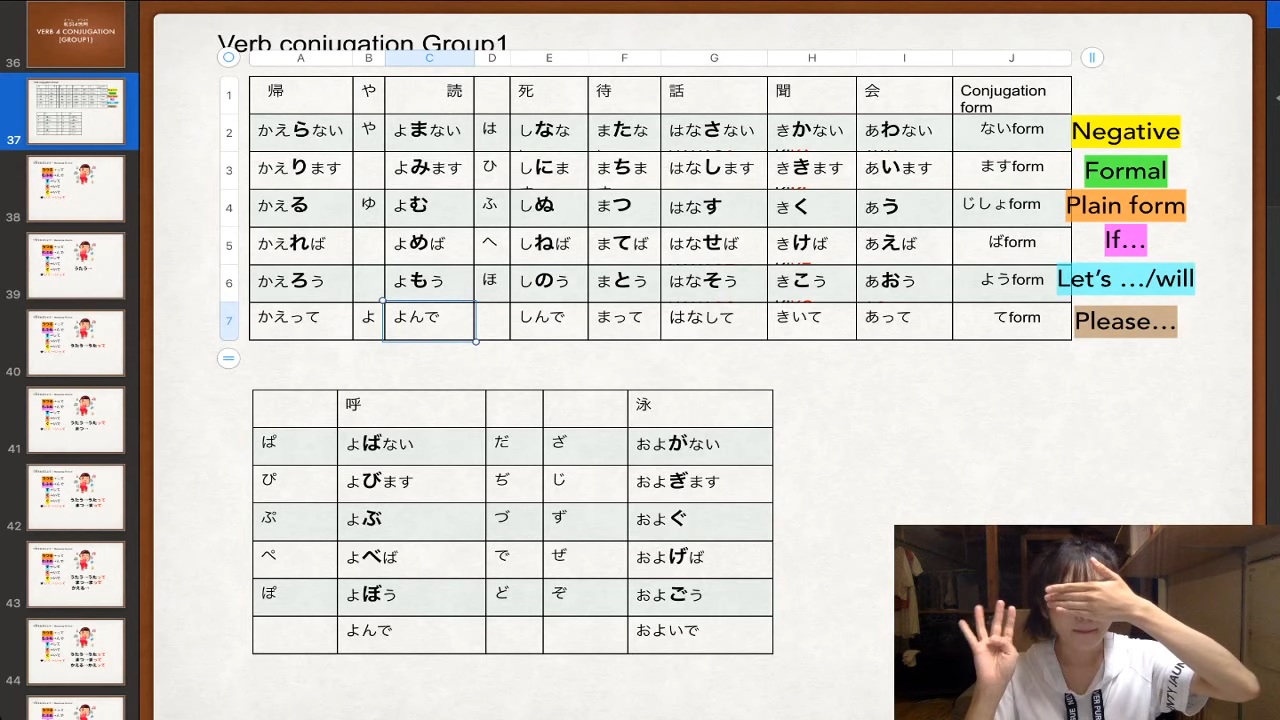 VERB 4 CONJUGATION
(GROUP1)
36
37
38
39
40
41
42
43
44
Verb conjugation Group1
A B C D E F G H I J
1 帰 や 読 死 待 話 聞 会 Conjugation form
2 かえらない や よまない は しなな またな はなさない きかない あわない ないform Negative
3 かえります よみます ひ しにま まちま はなします ききます あいます ますform Formal
4 かえる ゆ よむ ふ しぬ まつ はなす きく あう じしょform Plain form
5 かえれば よめば へ しねば まてば はなせば きけば あえば ばform If…
6 かえろう よもう ほ しのう まとう はなそう きこう あおう ようform Let’s …/will
7 かえって よ よんで しんで まって はなして きいて あって てform Please…
呼 泳
ぱ よばない だ ざ およがない
ぴ よびます ぢ じ およぎます
ぷ よぶ づ ず およぐ
ぺ よべば で ぜ およげば
ぽ よぼう ど ぞ およごう
よんで およいで